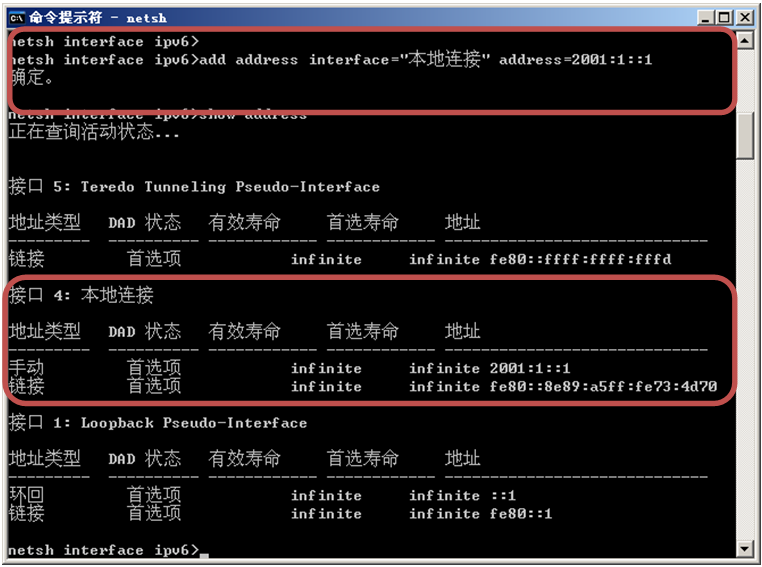 命令提示符 - netsh
netsh interface ipv6>
netsh interface ipv6>add address interface="本地连接" address=2001:1::1
确定。
netsh interface ipv6>show address
正在查询活动状态...
接口 5: Teredo Tunneling Pseudo-Interface
地址类型 DAD 状态 有效寿命 首选寿命 地址
--------- ---------- ------------ ------------ -----------------------------
链接 首选项 infinite infinite fe80::ffff:ffff:fffd
接口 4: 本地连接
地址类型 DAD 状态 有效寿命 首选寿命 地址
--------- ---------- ------------ ------------ -----------------------------
手动 首选项 infinite infinite 2001:1::1
链接 首选项 infinite infinite fe80::8e89:a5ff:fe73:4d70
接口 1: Loopback Pseudo-Interface
地址类型 DAD 状态 有效寿命 首选寿命 地址
--------- ---------- ------------ ------------ -----------------------------
环回 首选项 infinite infinite ::1
链接 首选项 infinite infinite fe80::1
netsh interface ipv6>_